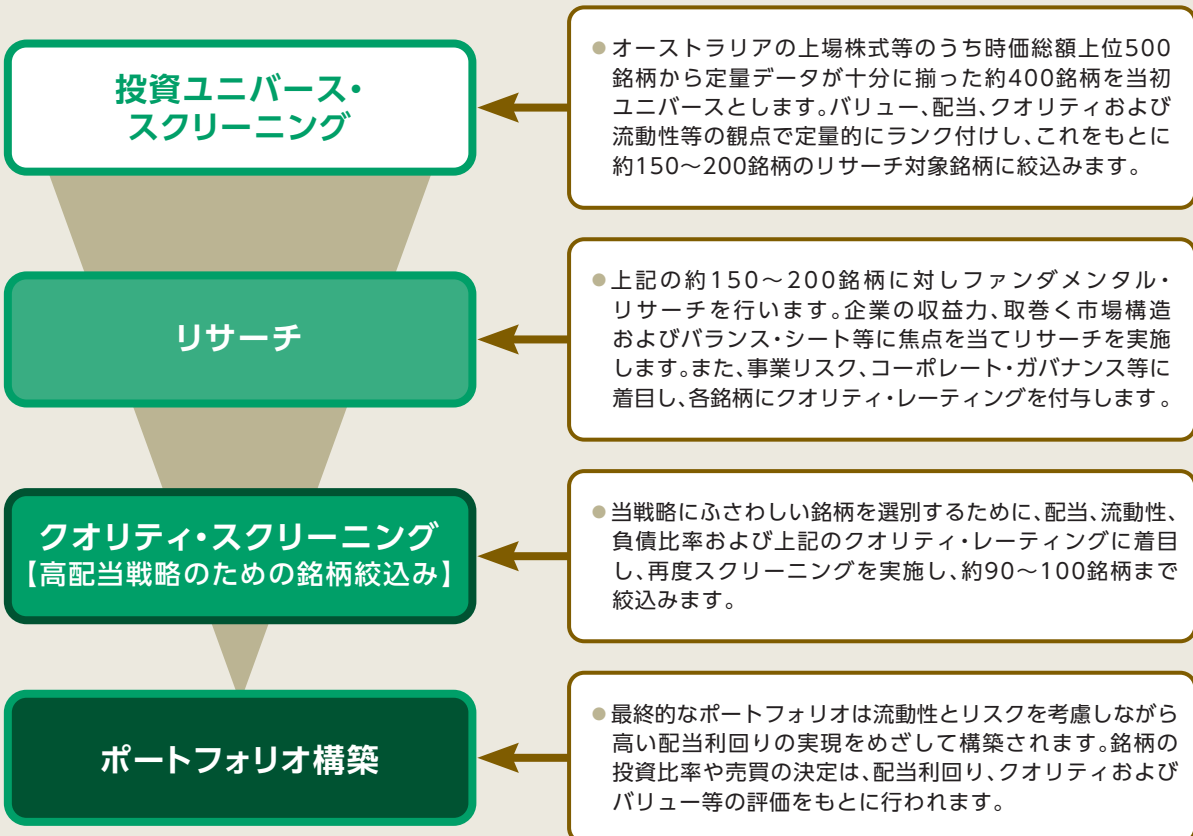 投資ユニバース・
スクリーニング
●オーストラリアの上場株式等のうち時価総額上位500
銘柄から定量データが十分に揃った約400銘柄を当初
ユニバースとします。バリュー、配当、クオリティおよび
流動性等の観点で定量的にランク付けし、これをもとに
約150～200銘柄のリサーチ対象銘柄に絞込みます。
リサーチ
●上記の約150～200銘柄に対しファンダメンタル・
リサーチを行います。企業の収益力、取巻く市場構造
およびバランス・シート等に焦点を当てリサーチを実施
します。また、事業リスク、コーポレート・ガバナンス等に
着目し、各銘柄にクオリティ・レーティングを付与します。
クオリティ・スクリーニング
【高配当戦略のための銘柄絞込み】
●当戦略にふさわしい銘柄を選別するために、配当、流動性、
負債比率および上記のクオリティ・レーティングに着目
し、再度スクリーニングを実施し、約90～100銘柄まで
絞込みます。
ポートフォリオ構築
●最終的なポートフォリオは流動性とリスクを考慮しながら
高い配当利回りの実現をめざして構築されます。銘柄の
投資比率や売買の決定は、配当利回り、クオリティおよび
バリュー等の評価をもとに行われます。